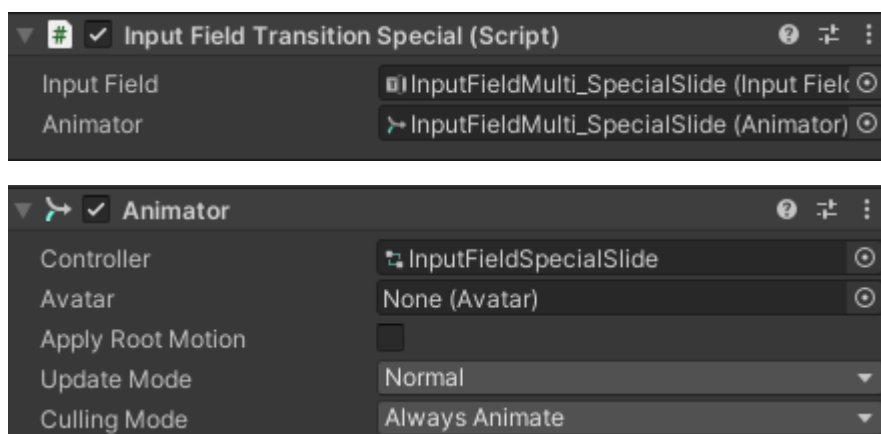 # Input Field Transition Special (Script)
Input Field InputFieldMulti_SpecialSlide (Input Field
Animator InputFieldMulti_SpecialSlide (Animator)
Animator
Controller InputFieldSpecialSlide
Avatar None (Avatar)
Apply Root Motion
Update Mode Normal
Culling Mode Always Animate